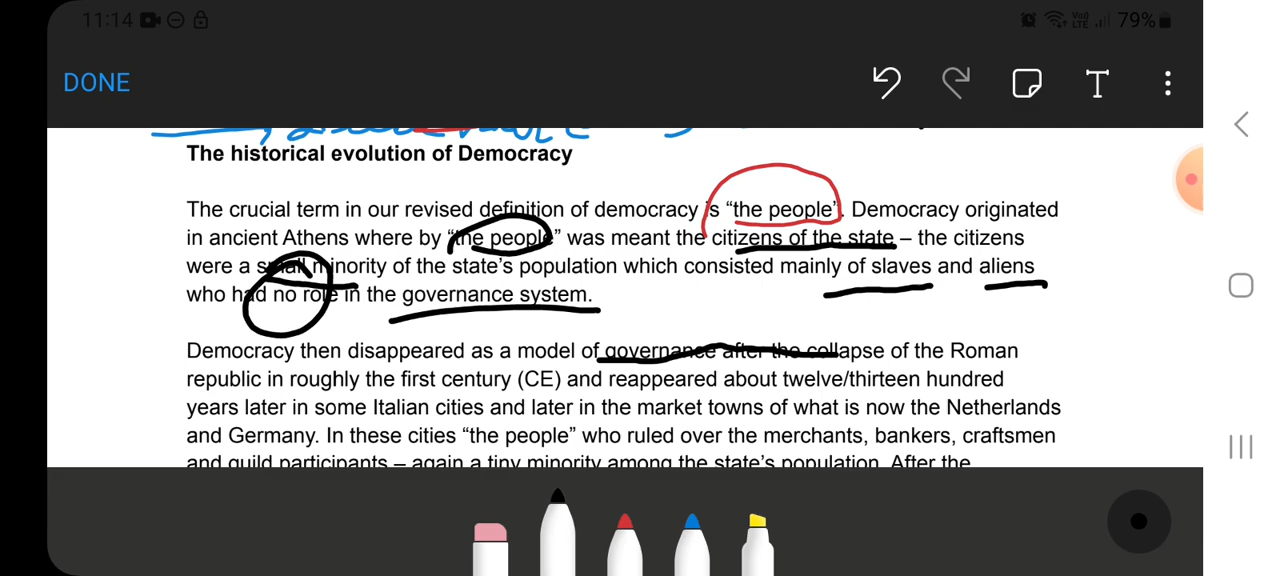 11:14
Vo) LTE 79%
DONE
T
The historical evolution of Democracy
The crucial term in our revised definition of democracy is “the people”. Democracy originated
in ancient Athens where by “the people” was meant the citizens of the state – the citizens
were a small minority of the state’s population which consisted mainly of slaves and aliens
who had no role in the governance system.
Democracy then disappeared as a model of governance after the collapse of the Roman
republic in roughly the first century (CE) and reappeared about twelve/thirteen hundred
years later in some Italian cities and later in the market towns of what is now the Netherlands
and Germany. In these cities “the people” who ruled over the merchants, bankers, craftsmen
and guild participants – again a tiny minority among the state’s population. After the